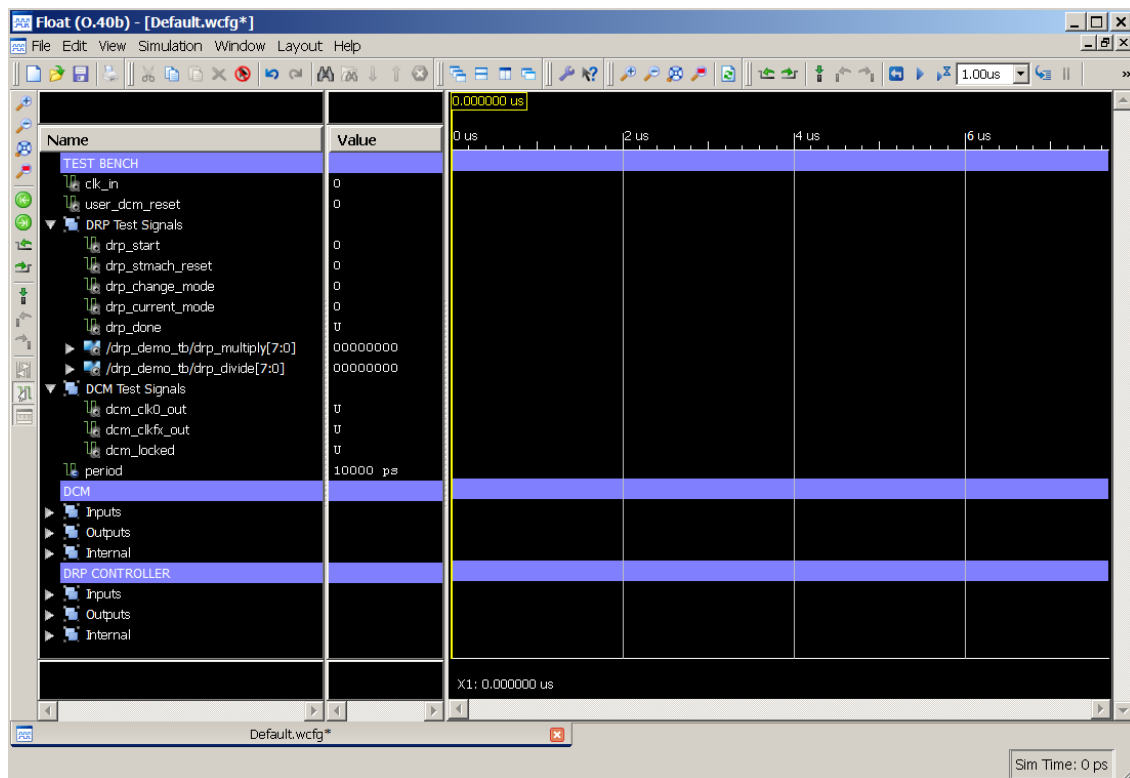 Float (O.40b) - [Default.wcfg*]
File Edit View Simulation Window Layout Help
1.00us
»
0.000000 us
Name Value 0 us 2 us 4 us 6 us
TEST BENCH
clk_in 0
user_dcm_reset 0
DRP Test Signals
drp_start 0
drp_stmach_reset 0
drp_change_mode 0
drp_current_mode 0
drp_done U
/drp_demo_tb/drp_multiply[7:0] 00000000
/drp_demo_tb/drp_divide[7:0] 00000000
DCM Test Signals
dcm_clk0_out U
dcm_clkfx_out U
dcm_locked U
period 10000 ps
DCM
Inputs
Outputs
Internal
DRP CONTROLLER
Inputs
Outputs
Internal
X1: 0.000000 us
Default.wcfg*
Sim Time: 0 ps